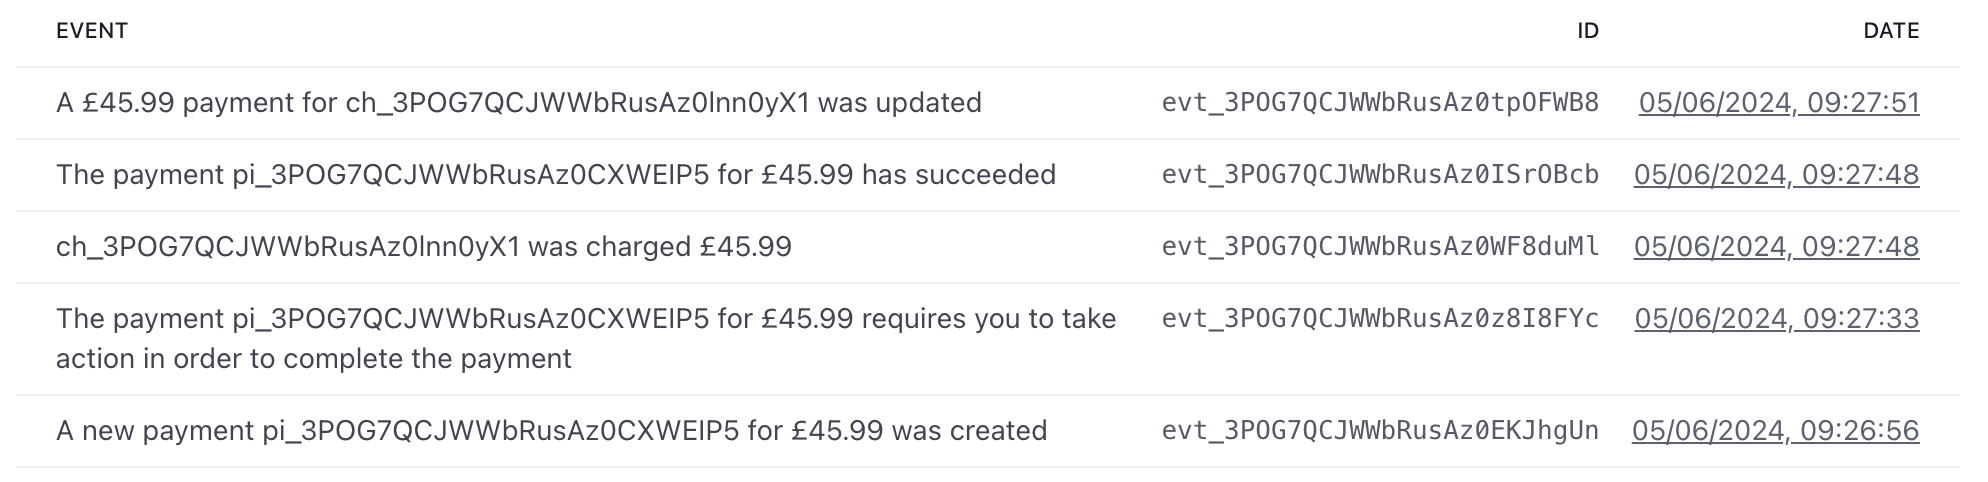 EVENT ID DATE
A £45.99 payment for ch_3POG7QCJWWbRusAz0lnn0yX1 was updated evt_3POG7QCJWWbRusAz0tpOFWB8 05/06/2024, 09:27:51
The payment pi_3POG7QCJWWbRusAz0CXWEIP5 for £45.99 has succeeded evt_3POG7QCJWWbRusAz0ISrOBcb 05/06/2024, 09:27:48
ch_3POG7QCJWWbRusAz0lnn0yX1 was charged £45.99 evt_3POG7QCJWWbRusAz0WF8duMl 05/06/2024, 09:27:48
The payment pi_3POG7QCJWWbRusAz0CXWEIP5 for £45.99 requires you to take evt_3POG7QCJWWbRusAz0z8I8FYc 05/06/2024, 09:27:33
action in order to complete the payment
A new payment pi_3POG7QCJWWbRusAz0CXWEIP5 for £45.99 was created evt_3POG7QCJWWbRusAz0EKJhgUn 05/06/2024, 09:26:56